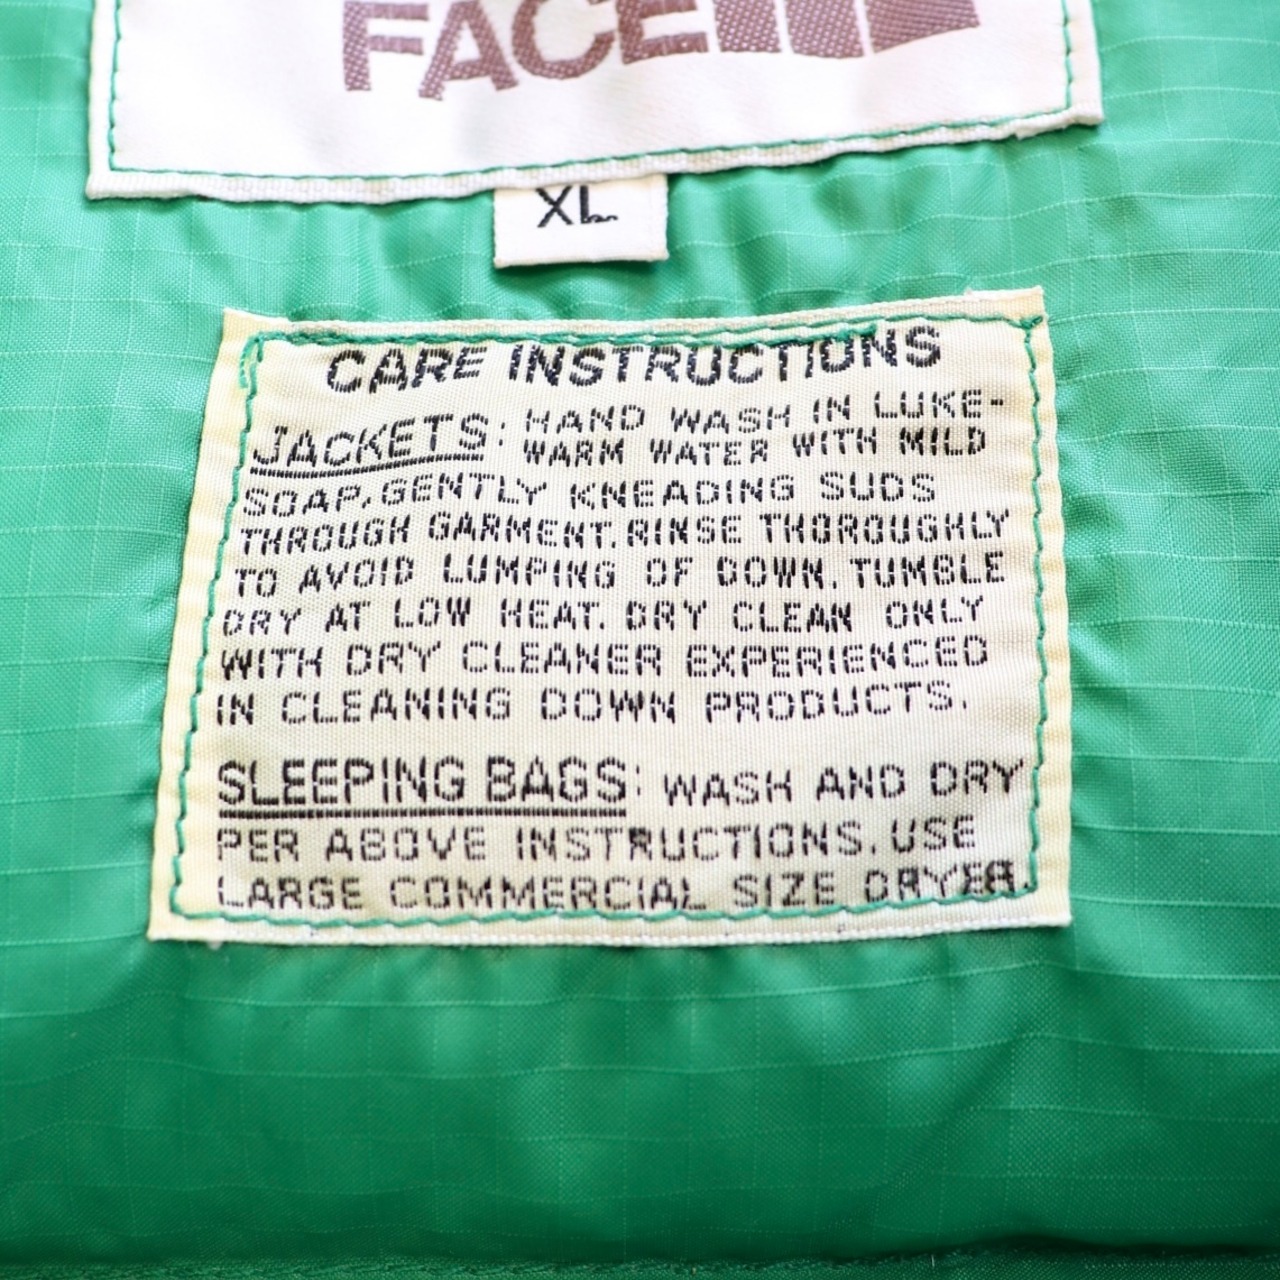 FACE
XL
CARE INSTRUCTIONS
JACKETS: HAND WASH IN LUKE-
WARM WATER WITH MILD
SOAP, GENTLY KNEADING SUDS
THROUGH GARMENT. RINSE THOROUGHLY
TO AVOID LUMPING OF DOWN. TUMBLE
DRY AT LOW HEAT. DRY CLEAN ONLY
WITH DRY CLEANER EXPERIENCED
IN CLEANING DOWN PRODUCTS.
SLEEPING BAGS: WASH AND DRY
PER ABOVE INSTRUCTIONS. USE
LARGE COMMERCIAL SIZE DRYER.